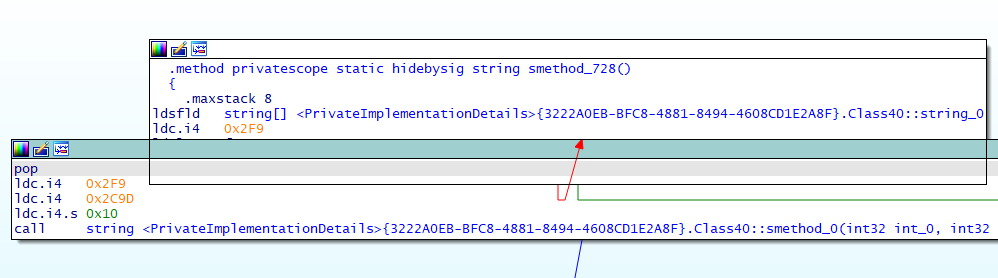 .method privatescope static hidebysig string smethod_728()
{
.maxstack 8
ldsfld string[] <PrivateImplementationDetails>{3222A0EB-BFC8-4881-8494-4608CD1E2A8F}.Class40::string_0
ldc.i4 0x2F9
pop
ldc.i4 0x2F9
ldc.i4 0x2C9D
ldc.i4.s 0x10
call string <PrivateImplementationDetails>{3222A0EB-BFC8-4881-8494-4608CD1E2A8F}.Class40::smethod_0(int32 int_0, int32